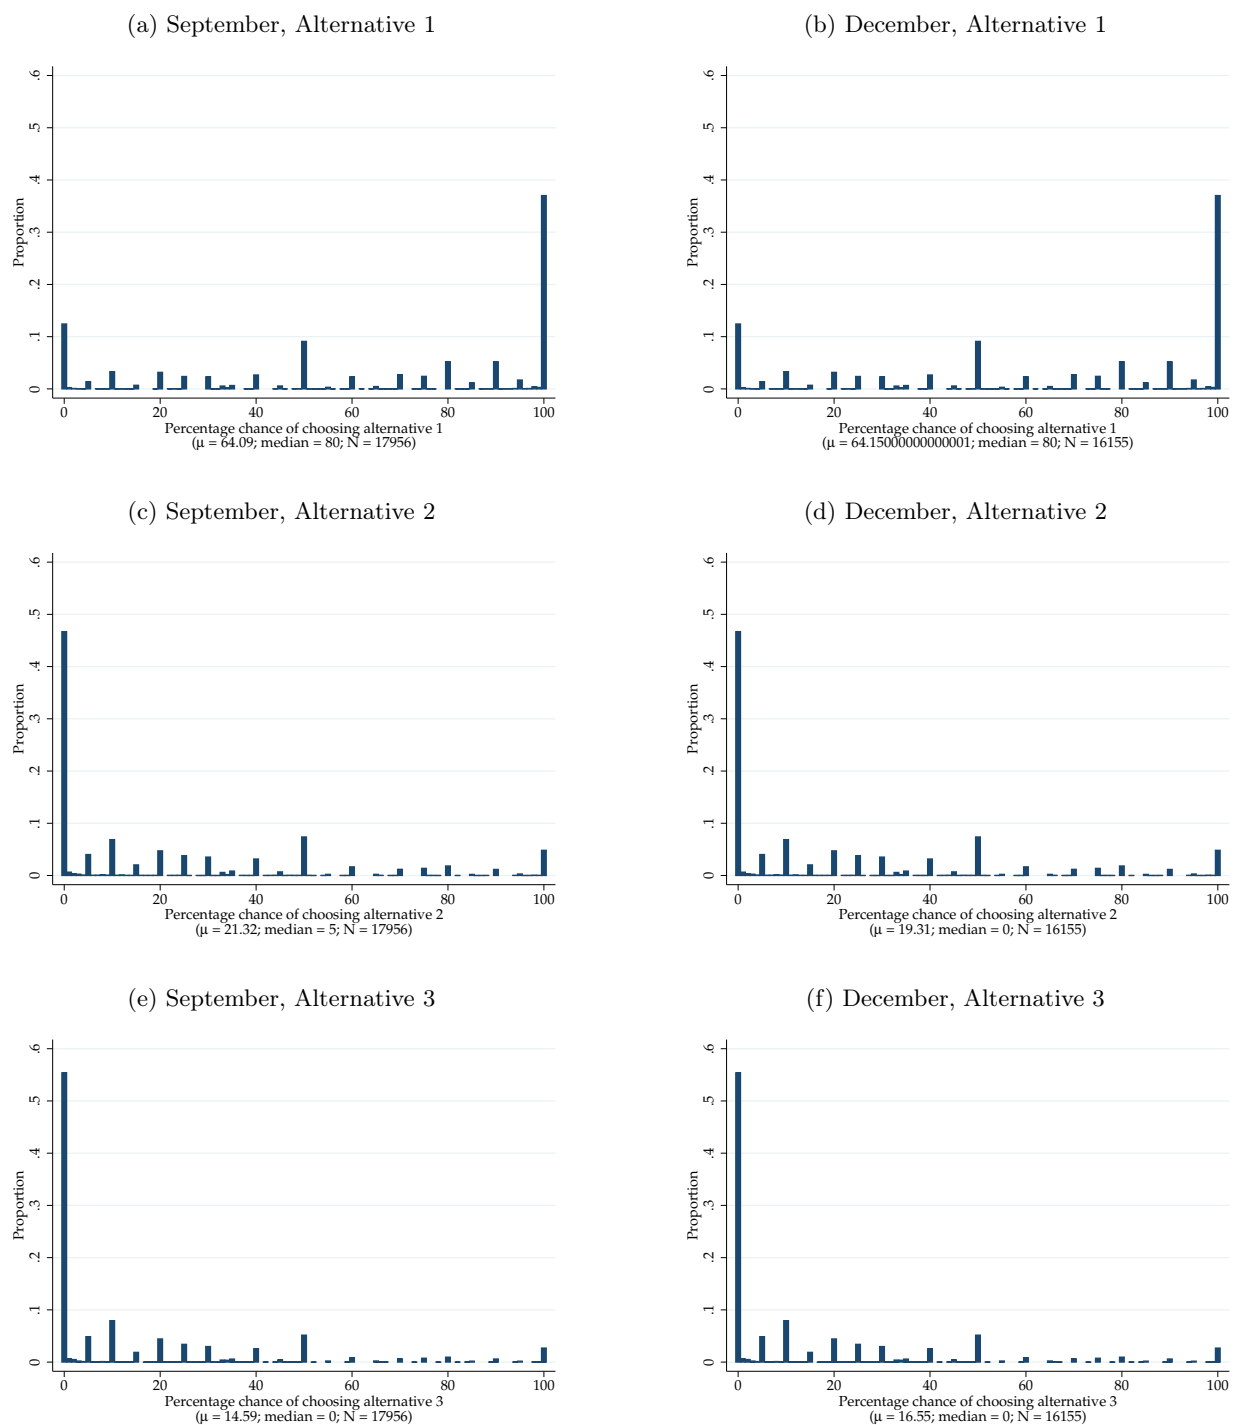 (a) September, Alternative 1
.6
.5
.4
.3
.2
.1
0
Proportion
0 20 40 60 80 100
Percentage chance of choosing alternative 1
(μ = 64.09; median = 80; N = 17956)
(b) December, Alternative 1
.6
.5
.4
.3
.2
.1
0
Proportion
0 20 40 60 80 100
Percentage chance of choosing alternative 1
(μ = 64.15000000000001; median = 80; N = 16155)
(c) September, Alternative 2
.6
.5
.4
.3
.2
.1
0
Proportion
0 20 40 60 80 100
Percentage chance of choosing alternative 2
(μ = 21.32; median = 5; N = 17956)
(d) December, Alternative 2
.6
.5
.4
.3
.2
.1
0
Proportion
0 20 40 60 80 100
Percentage chance of choosing alternative 2
(μ = 19.31; median = 0; N = 16155)
(e) September, Alternative 3
.6
.5
.4
.3
.2
.1
0
Proportion
0 20 40 60 80 100
Percentage chance of choosing alternative 3
(μ = 14.59; median = 0; N = 17956)
(f) December, Alternative 3
.6
.5
.4
.3
.2
.1
0
Proportion
0 20 40 60 80 100
Percentage chance of choosing alternative 3
(μ = 16.55; median = 0; N = 16155)